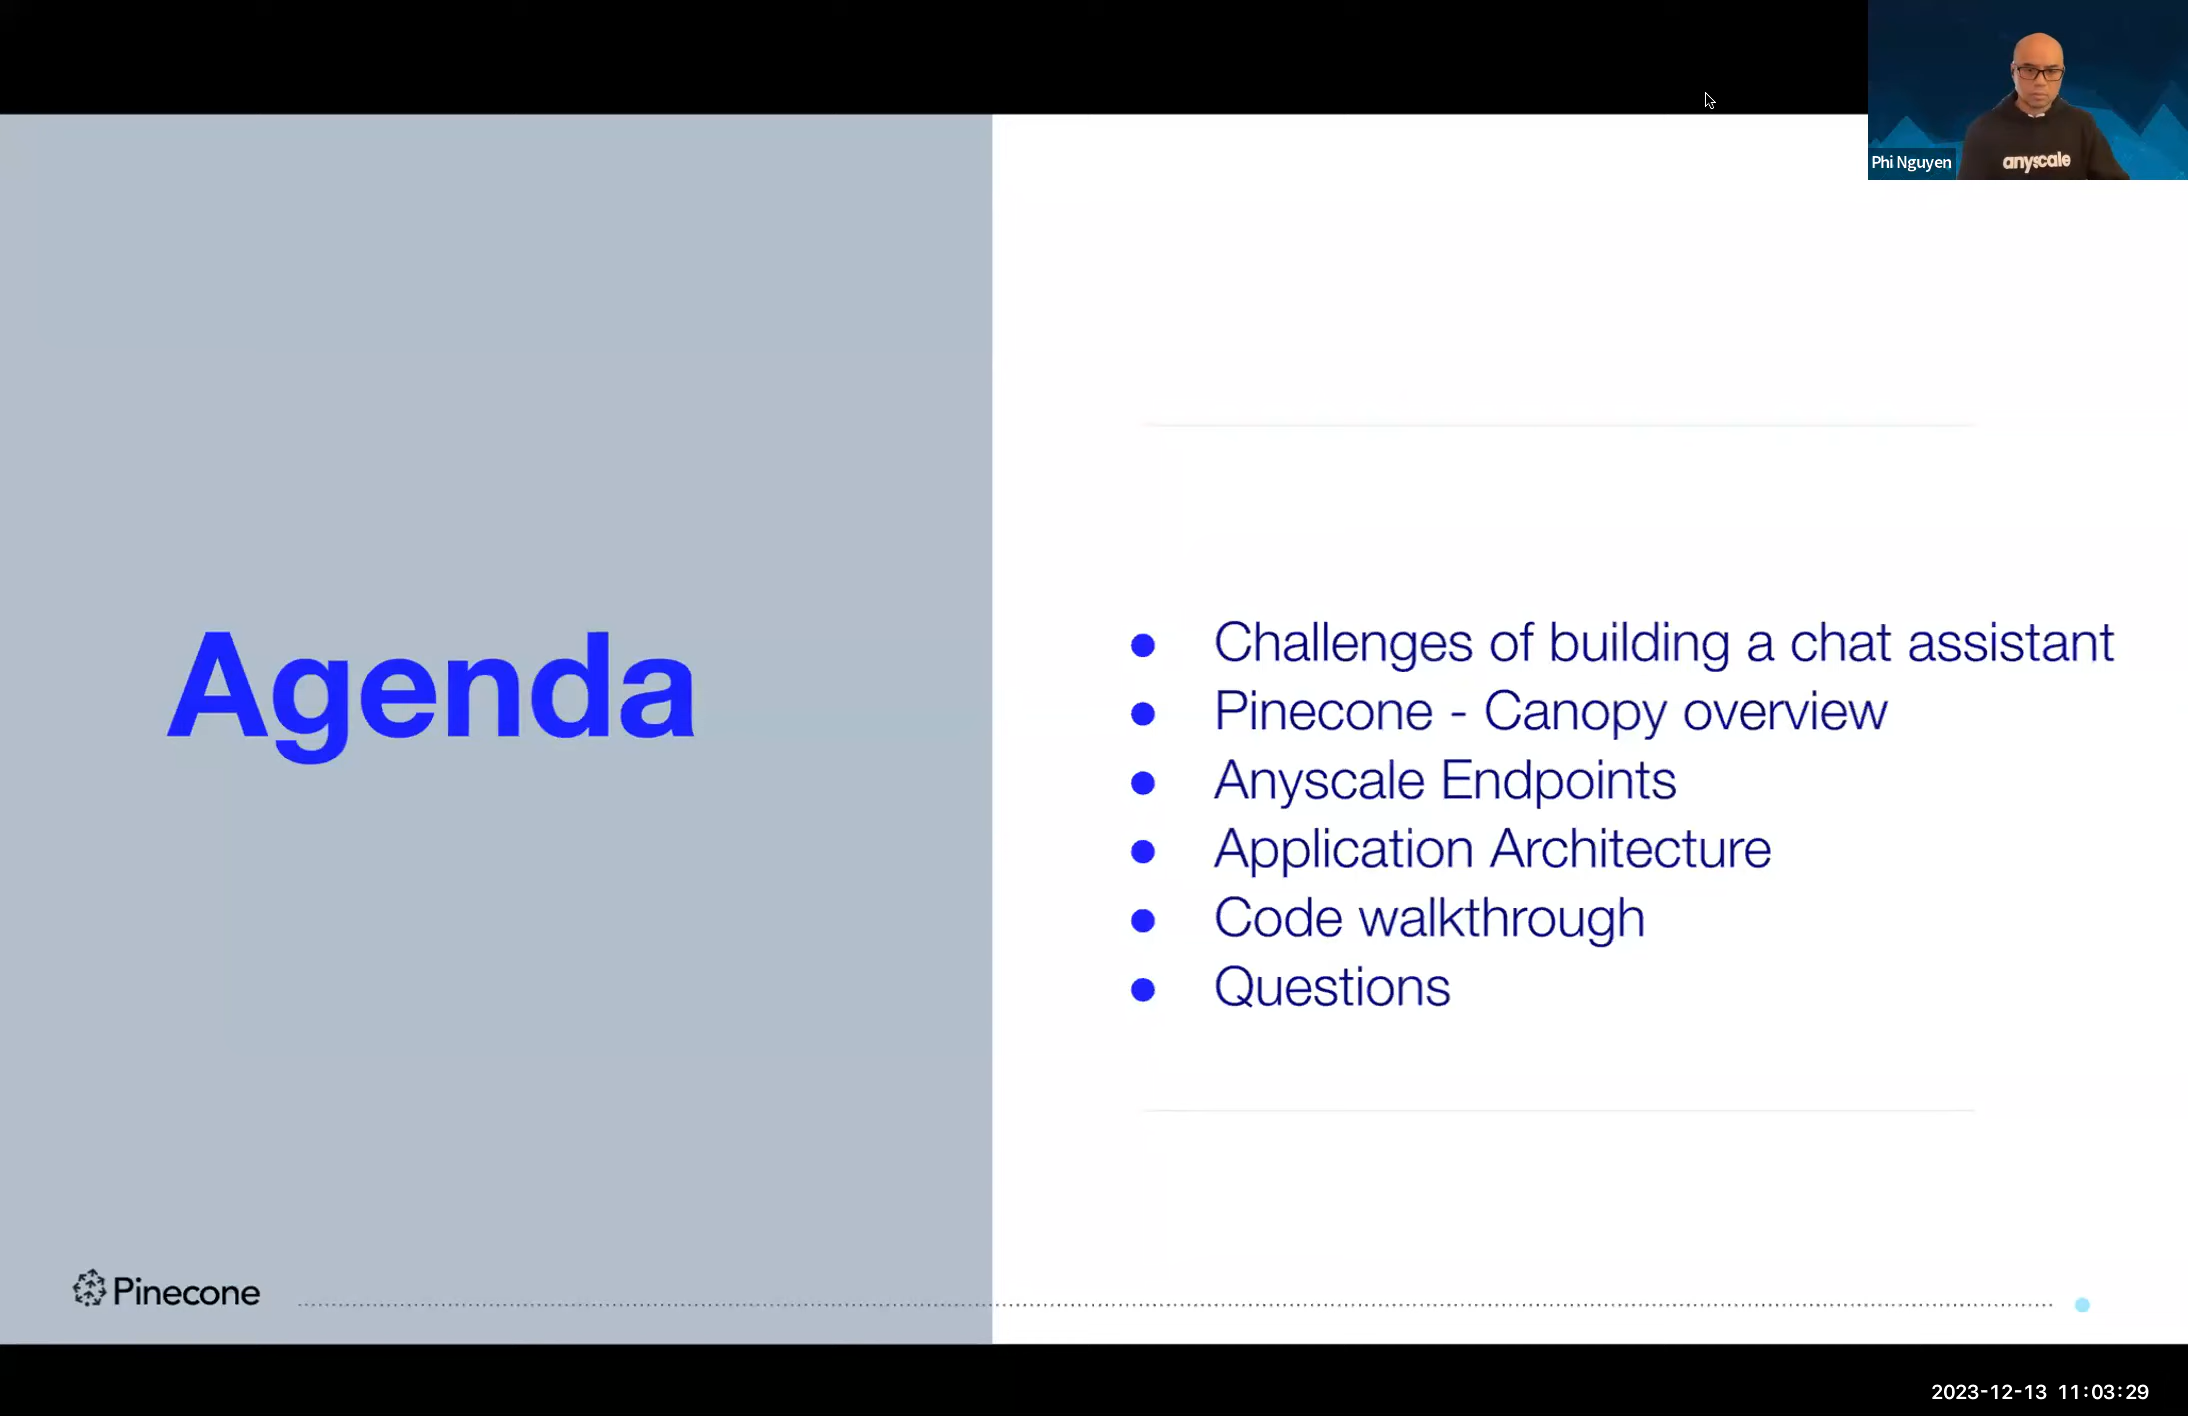 Phi Nguyen
anyscale
Agenda
● Challenges of building a chat assistant
● Pinecone - Canopy overview
● Anyscale Endpoints
● Application Architecture
● Code walkthrough
● Questions
Pinecone
2023-12-13 11:03:29